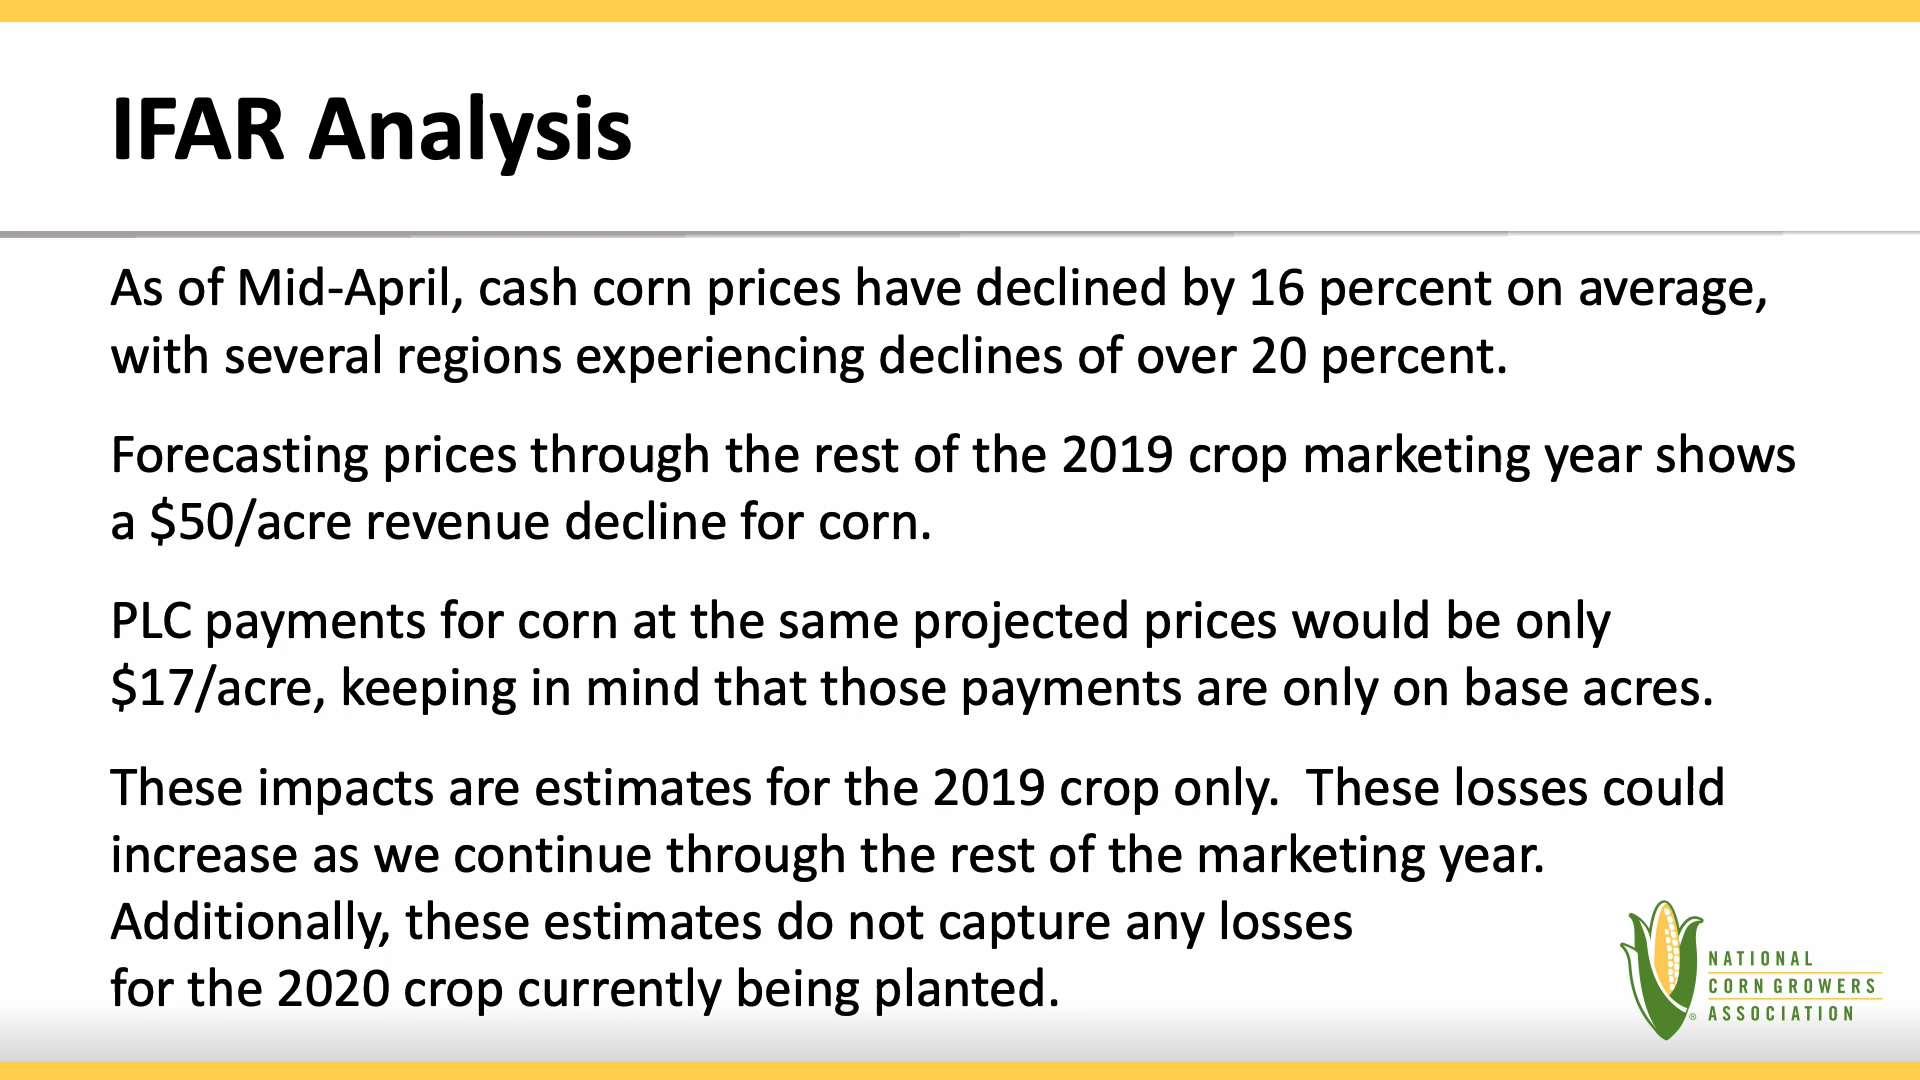 IFAR Analysis
As of Mid-April, cash corn prices have declined by 16 percent on average,
with several regions experiencing declines of over 20 percent.
Forecasting prices through the rest of the 2019 crop marketing year shows
a $50/acre revenue decline for corn.
PLC payments for corn at the same projected prices would be only
$17/acre, keeping in mind that those payments are only on base acres.
These impacts are estimates for the 2019 crop only.  These losses could
increase as we continue through the rest of the marketing year.
Additionally, these estimates do not capture any losses
for the 2020 crop currently being planted.
NATIONAL
CORN GROWERS
® ASSOCIATION